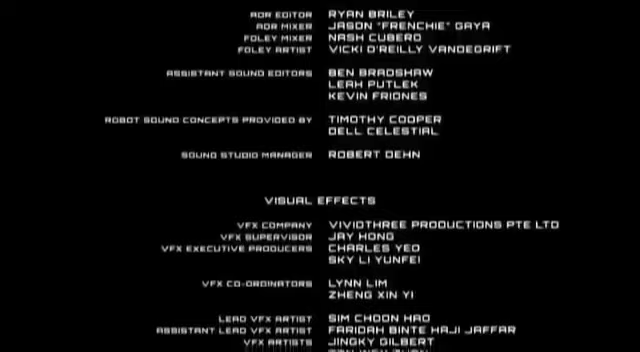 ADR EDITOR RYAN BRILEY
ADR MIXER JASON "FRENCHIE" GAYA
FOLEY MIXER NASH CUBERO
FOLEY ARTIST VICKI O'REILLY VANDEGRIFT
ASSISTANT SOUND EDITORS BEN BRADSHAW
LEAH PUTLEK
KEVIN FRIDNES
ROBOT SOUND CONCEPTS PROVIDED BY TIMOTHY COOPER
DELL CELESTIAL
SOUND STUDIO MANAGER ROBERT DEHN
VISUAL EFFECTS
VFX COMPANY VIVIDTHREE PRODUCTIONS PTE LTD
VFX SUPERVISOR JAY HONG
VFX EXECUTIVE PRODUCERS CHARLES YEO
SKY LI YUNFEI
VFX CO-ORDINATORS LYNN LIM
ZHENG XIN YI
LEAD VFX ARTIST SIM CHOON HAO
ASSISTANT LEAD VFX ARTIST FARIDAH BINTE HAJI JAFFAR
VFX ARTISTS JINGKY GILBERT